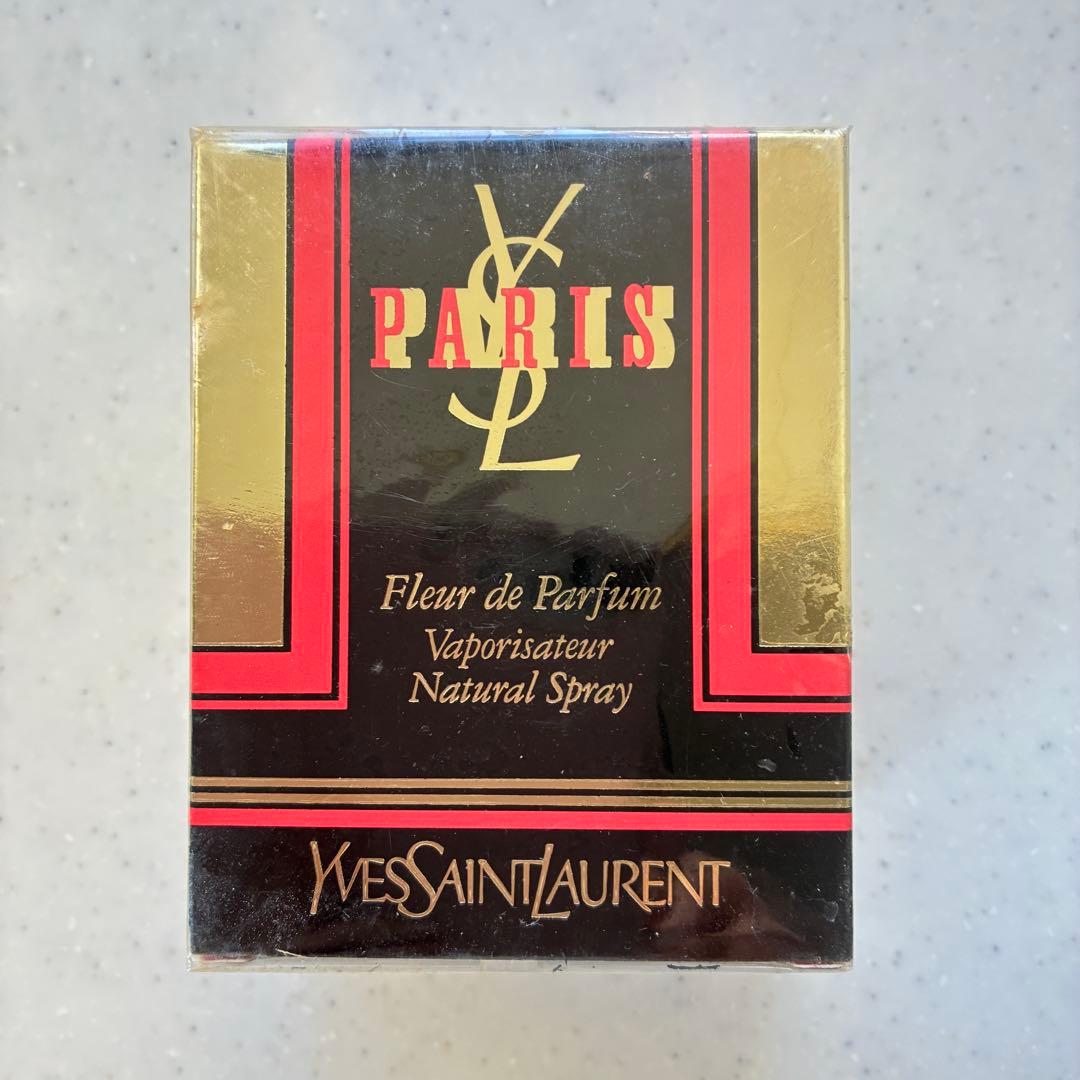 YSL
PARIS
Fleur de Parfum
Vaporisateur
Natural Spray
YVESSAINTLAURENT